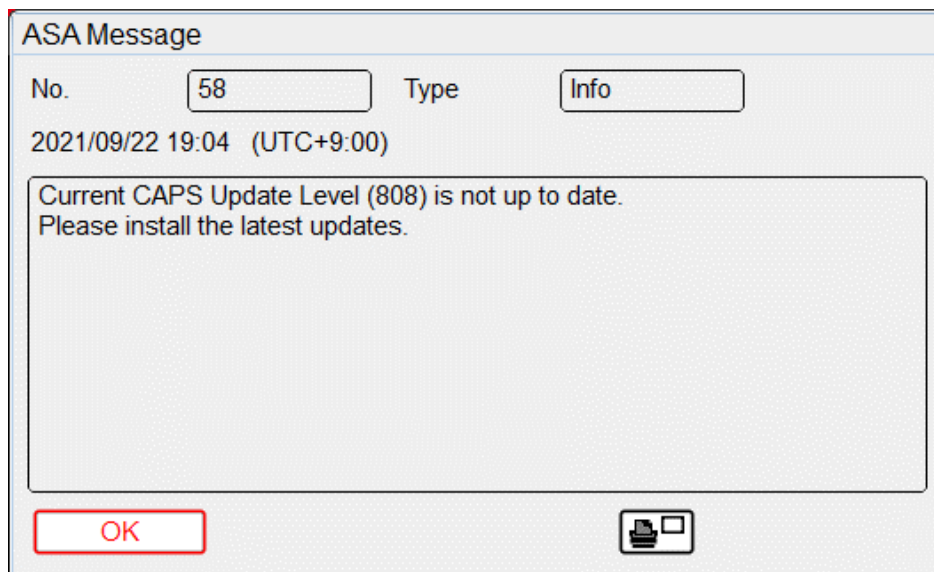 ASA Message
No. 58 Type Info
2021/09/22 19:04 (UTC+9:00)
Current CAPS Update Level (808) is not up to date.
Please install the latest updates.
OK